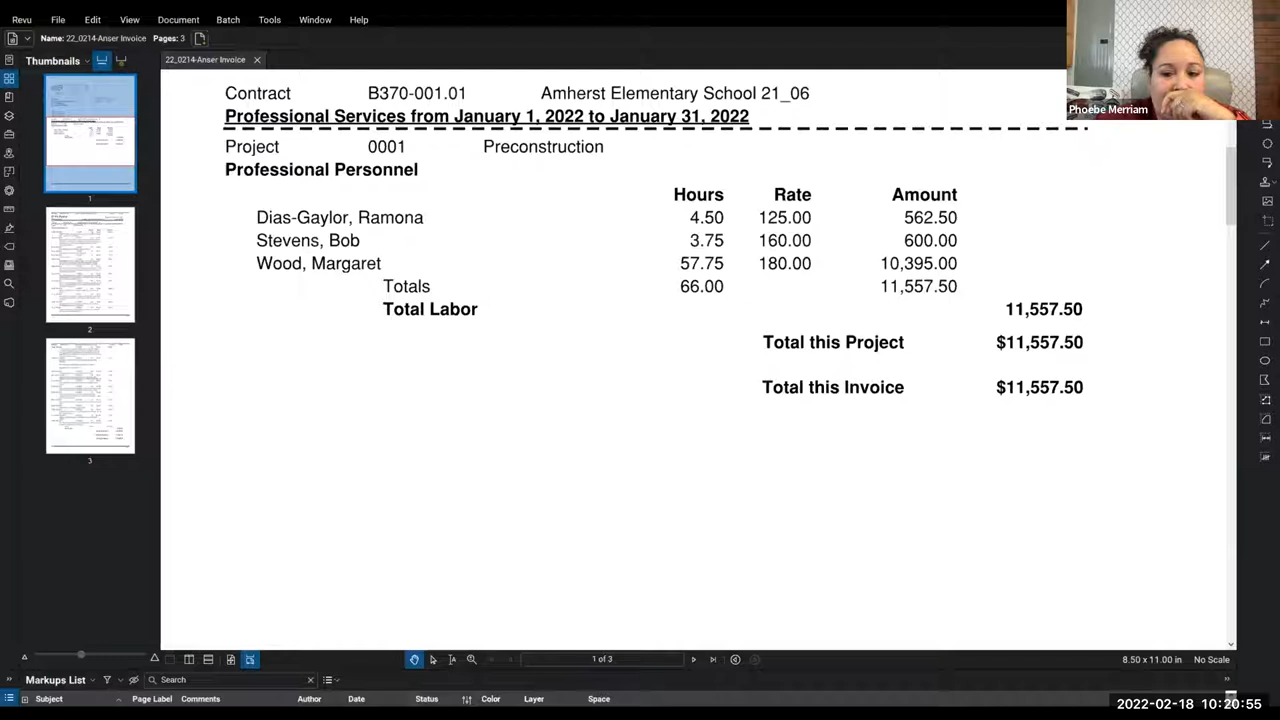 Revu File Edit View Document Batch Tools Window Help
Name: 22_0214-Anser Invoice Pages: 3
Thumbnails
22_0214-Anser Invoice
Phoebe Merriam
Contract B370-001.01 Amherst Elementary School 21_06
Professional Services from January 1, 2022 to January 31, 2022
Project 0001 Preconstruction
Professional Personnel
Hours Rate Amount
Dias-Gaylor, Ramona 4.50 125.00 562.50
Stevens, Bob 3.75 160.00 600.00
Wood, Margaret 57.75 180.00 10,395.00
Totals 66.00 11,557.50
Total Labor 11,557.50
Total this Project $11,557.50
Total this Invoice $11,557.50
1
2
3
1 of 3
8.50 x 11.00 in No Scale
Markups List Search
Subject Page Label Comments Author Date Status Color Layer Space
2022-02-18 10:20:55